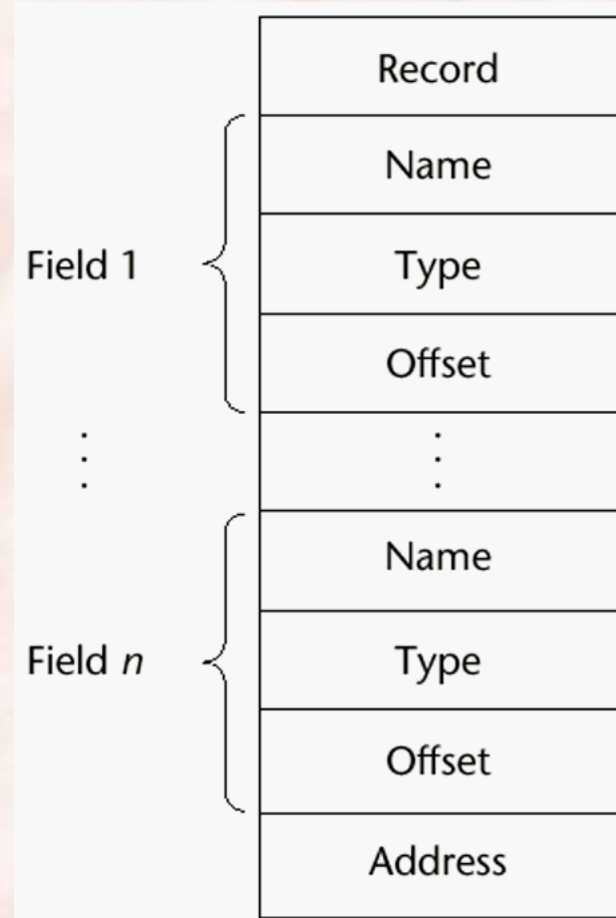 Record
Name
Field 1
Type
Offset
⋮ ⋮
Name
Field n
Type
Offset
Address